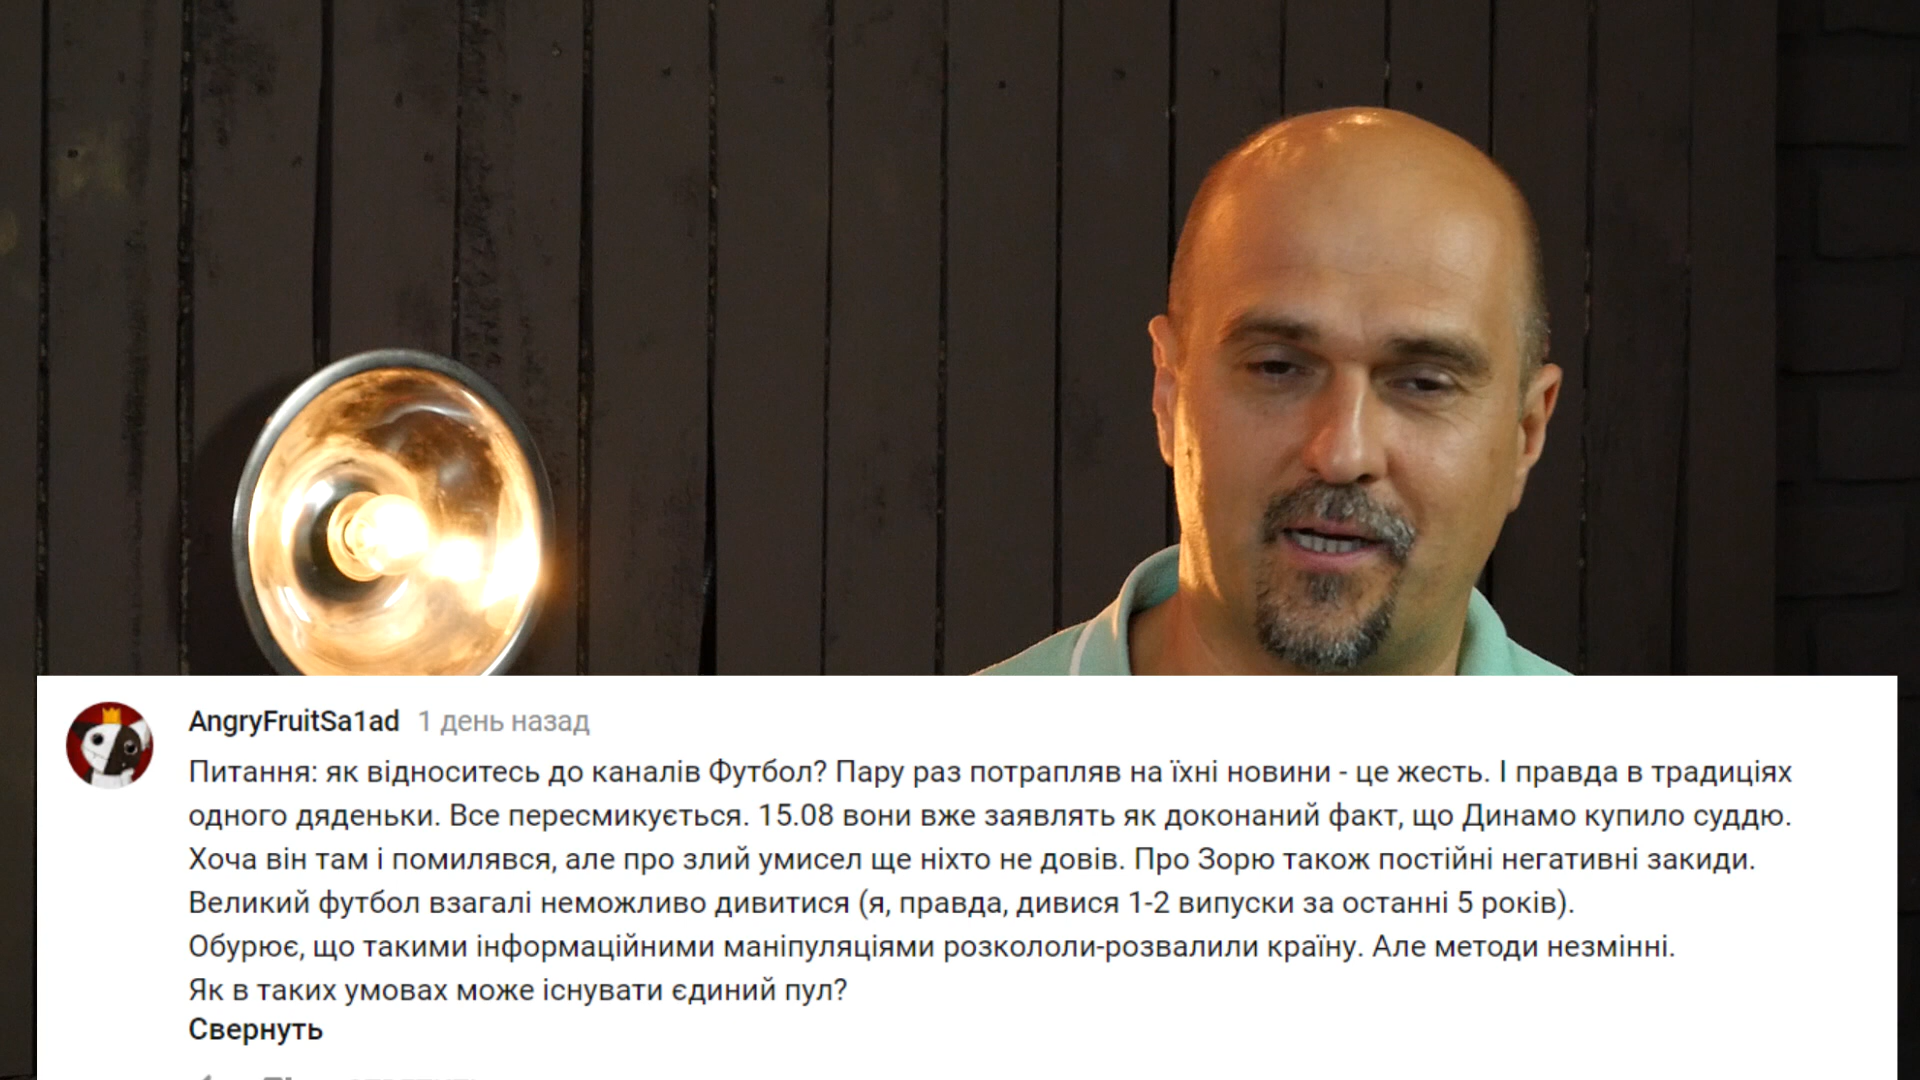 AngryFruitSa1ad 1 день назад
Питання: як відноситесь до каналів Футбол? Пару раз потрапляв на їхні новини - це жесть. І правда в традиціях
одного дяденьки. Все пересмикується. 15.08 вони вже заявлять як доконаний факт, що Динамо купило суддю.
Хоча він там і помилявся, але про злий умисел ще ніхто не довів. Про Зорю також постійні негативні закиди.
Великий футбол взагалі неможливо дивитися (я, правда, дивися 1-2 випуски за останні 5 років).
Обурює, що такими інформаційними маніпуляціями розкололи-розвалили країну. Але методи незмінні.
Як в таких умовах може існувати єдиний пул?
Свернуть